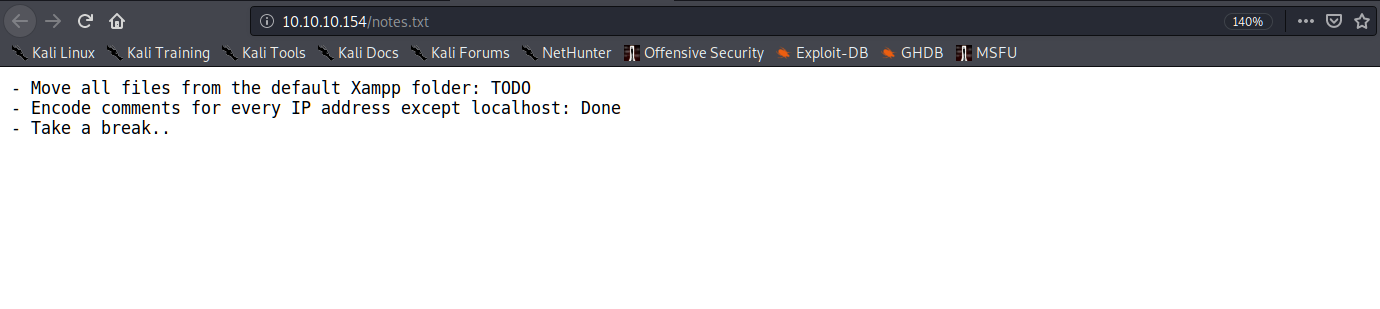 10.10.10.154/notes.txt
140%
Kali Linux Kali Training Kali Tools Kali Docs Kali Forums NetHunter Offensive Security Exploit-DB GHDB MSFU
- Move all files from the default Xampp folder: TODO
- Encode comments for every IP address except localhost: Done
- Take a break..